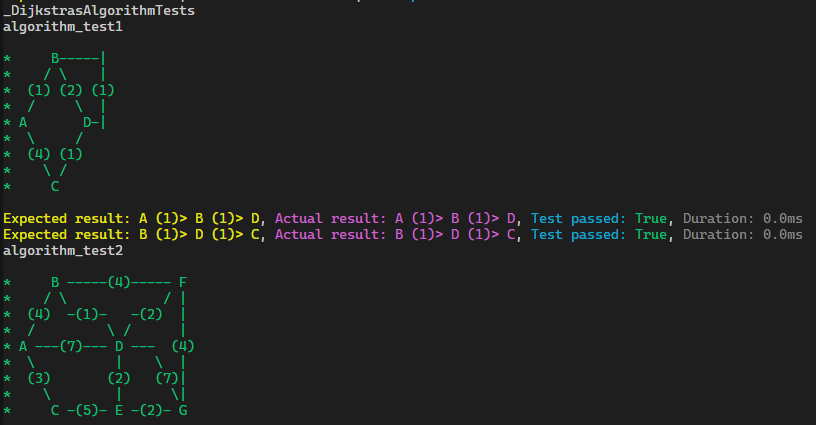 _DijkstrasAlgorithmTests
algorithm_test1
*     B-----|
*    / \    |
*  (1) (2) (1)
*  /     \  |
* A       D-|
*  \     /
*  (4) (1)
*    \ /
*     C
Expected result: A (1)> B (1)> D, Actual result: A (1)> B (1)> D, Test passed: True, Duration: 0.0ms
Expected result: B (1)> D (1)> C, Actual result: B (1)> D (1)> C, Test passed: True, Duration: 0.0ms
algorithm_test2
*     B -----(4)----- F
*    / \            / |
*  (4)  -(1)-   -(2)  |
*  /         \ /      |
* A ---(7)--- D ---  (4)
*  \          |    \  |
*  (3)       (2)   (7)|
*    \        |      \|
*     C -(5)- E -(2)- G